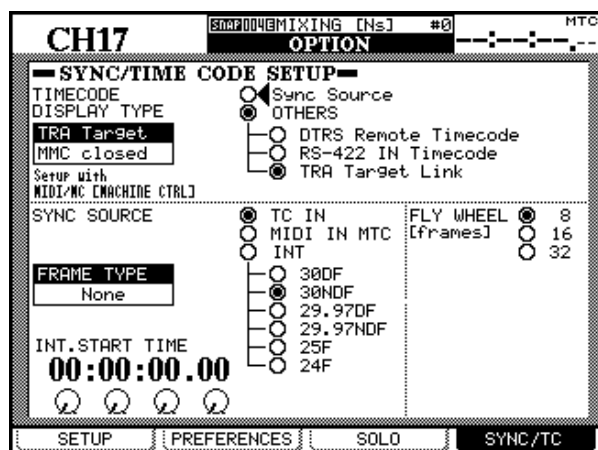 CH17
SNAP004 MIXING [Ns] #0
OPTION
MTC
--:--:--.--
SYNC/TIME CODE SETUP
TIMECODE
DISPLAY TYPE
Sync Source
OTHERS
TRA Target
MMC closed
DTRS Remote Timecode
RS-422 IN Timecode
TRA Target Link
Setup with
MIDI/MC [MACHINE CTRL]
SYNC SOURCE
TC IN
MIDI IN MTC
INT
FLY WHEEL
[frames]
8
16
32
FRAME TYPE
None
30DF
30NDF
29.97DF
29.97NDF
25F
24F
INT.START TIME
00:00:00.00
SETUP
PREFERENCES
SOLO
SYNC/TC